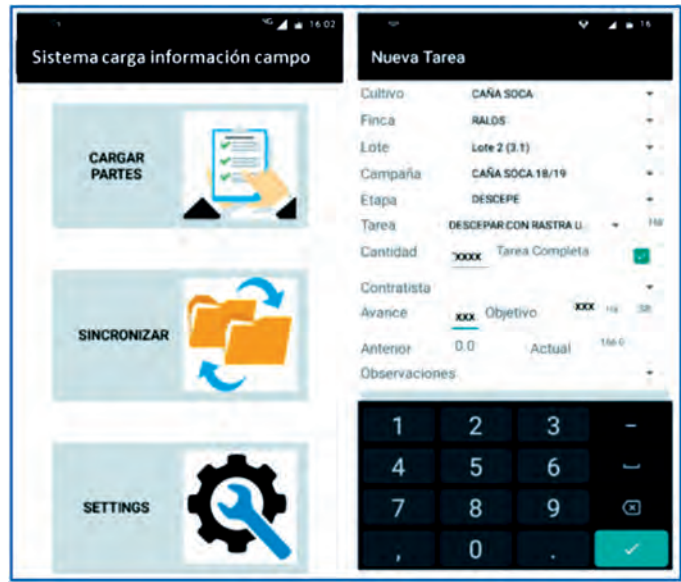 4G 16:02
Sistema carga información campo
CARGAR
PARTES
SINCRONIZAR
SETTINGS
16
Nueva Tarea
Cultivo CAÑA SOCA
Finca RALOS
Lote Lote 2 (3.1)
Campaña CAÑA SOCA 18/19
Etapa DESCEPE
Tarea DESCEPAR CON RASTRA U.
Cantidad xxxx Tarea Completa
Contratista
Avance xxx Objetivo xxx Ha
Anterior 0.0 Actual
Observaciones
1 2 3 -
4 5 6
7 8 9
, 0 .